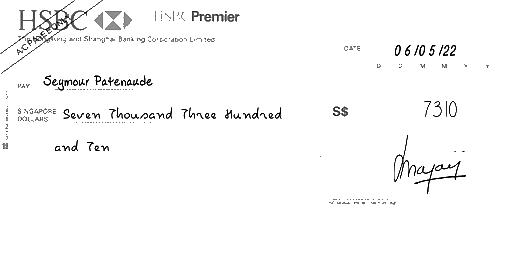 HSBC HSBC Premier
The Hongkong and Shanghai Banking Corporation Limited
A/C PAYEE ONLY
DATE 06/05/22
D D M M Y Y
PAY Seymour Patenaude
SINGAPORE DOLLARS Seven Thousand Three Hundred
and Ten
S$ 7310